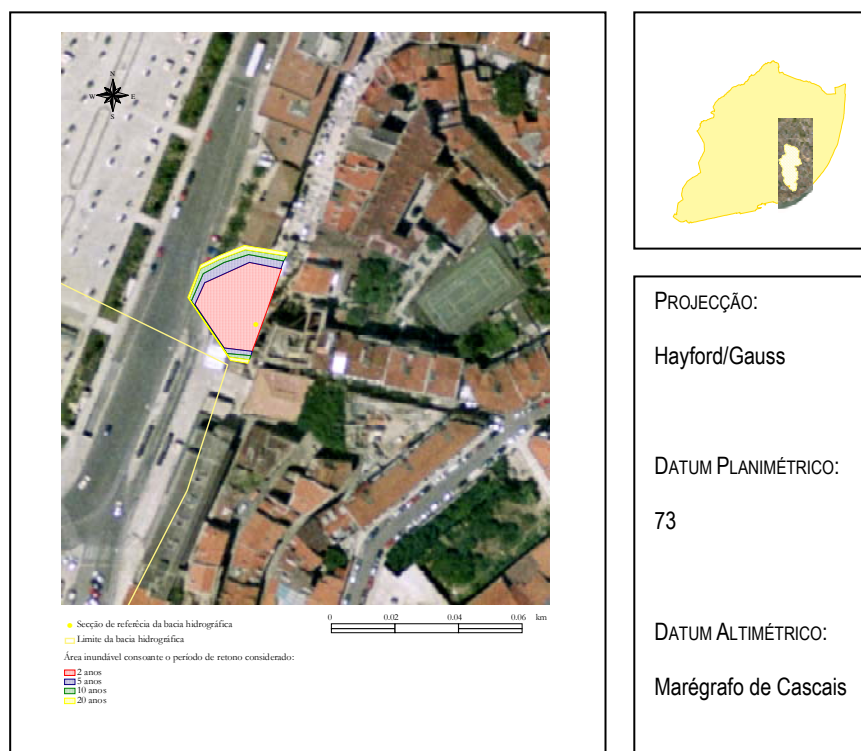 N
W E
S
Secção de referêcia da bacia hidrográfica
Limite da bacia hidrográfica
Área inundável consoante o período de retono considerado:
2 anos
5 anos
10 anos
20 anos
0 0.02 0.04 0.06 km
PROJECÇÃO:
Hayford/Gauss
DATUM PLANIMÉTRICO:
73
DATUM ALTIMÉTRICO:
Marégrafo de Cascais